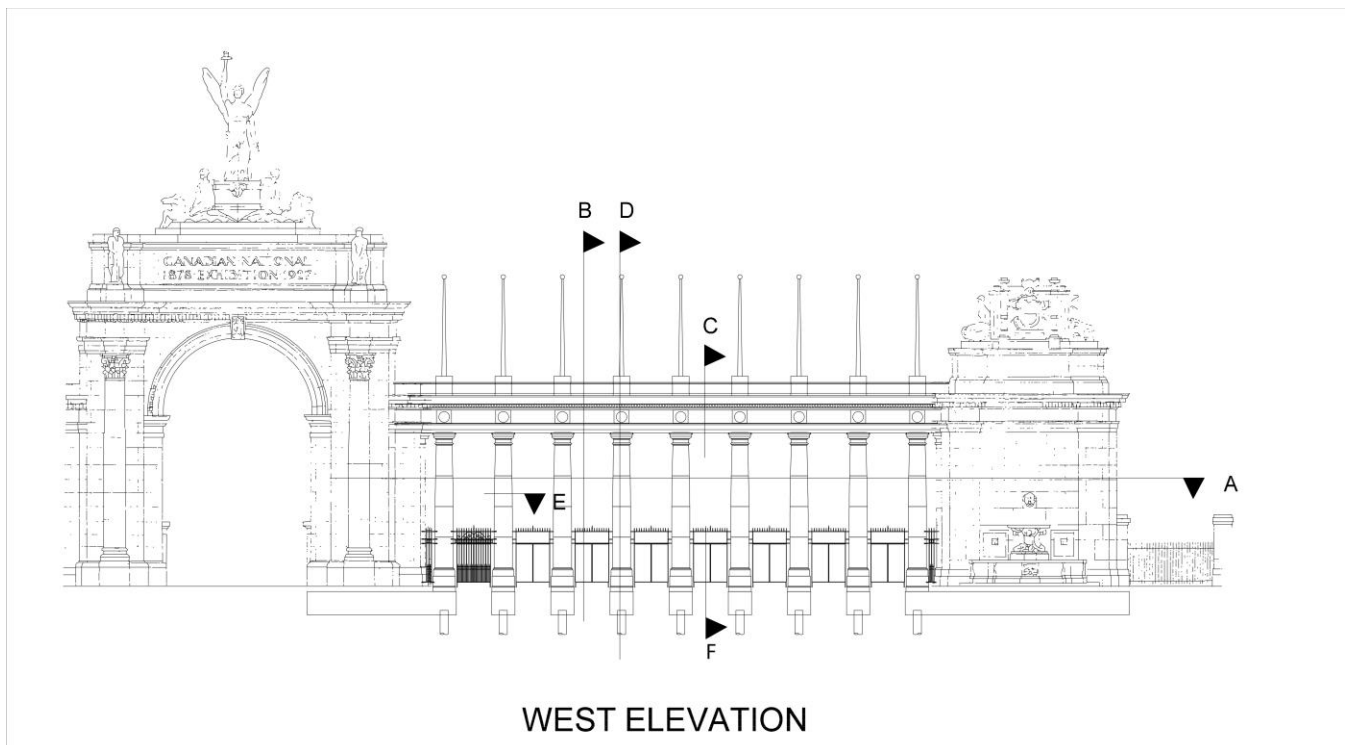 B
D
CANADIAN NATIONAL
1878 EXHIBITION 1927
C
A
E
F
WEST ELEVATION